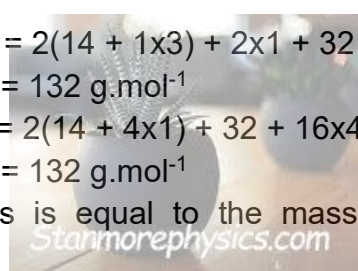 = 2(14 + 1x3) + 2x1 + 32
= 132 g.mol⁻¹
= 2(14 + 4x1) + 32 + 16x4
= 132 g.mol⁻¹
s is equal to the mass
Stanmorephysics.com